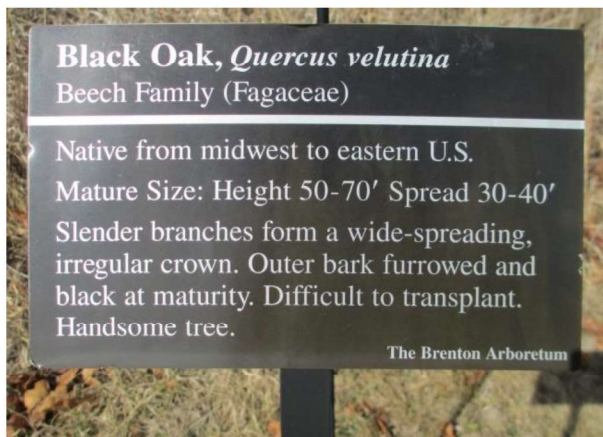 Black Oak, Quercus velutina
Beech Family (Fagaceae)
Native from midwest to eastern U.S.
Mature Size: Height 50-70′ Spread 30-40′
Slender branches form a wide-spreading,
irregular crown. Outer bark furrowed and
black at maturity. Difficult to transplant.
Handsome tree.
The Brenton Arboretum